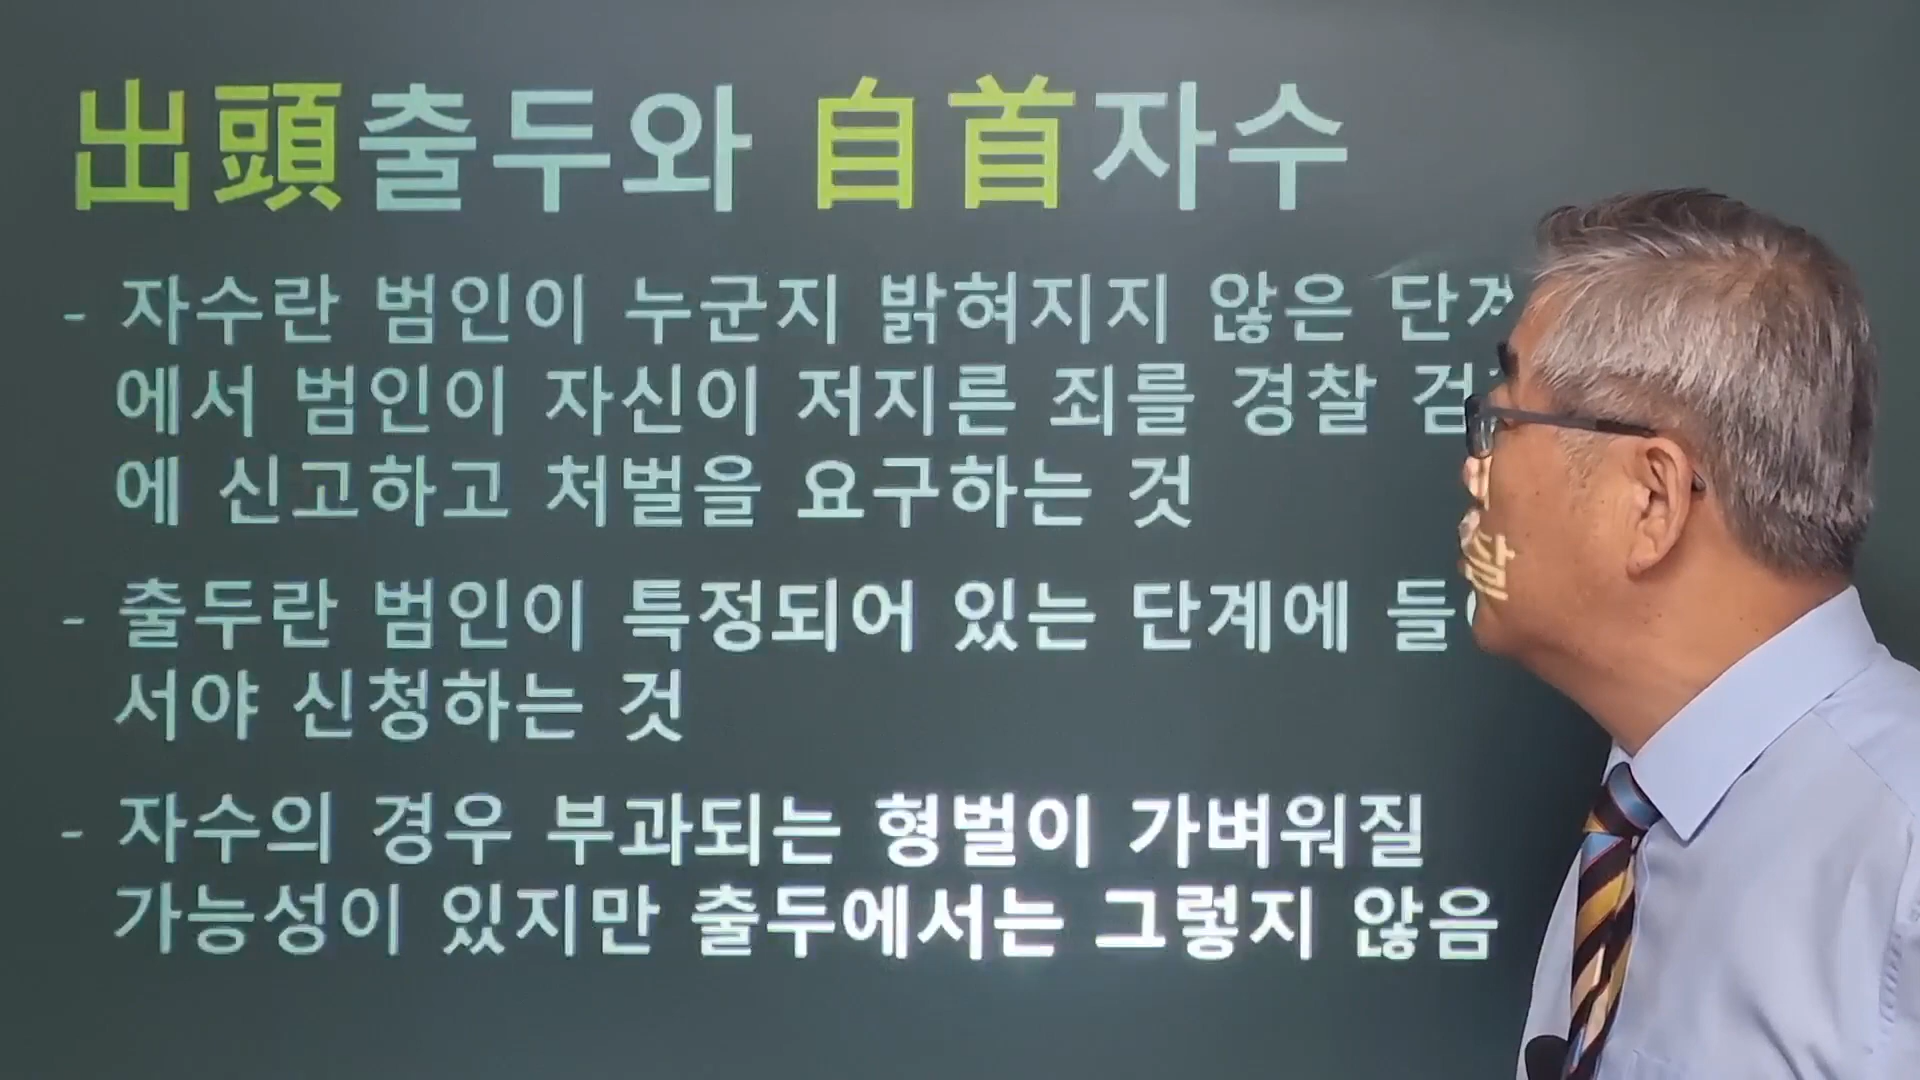 出頭출두와 自首자수
- 자수란 범인이 누군지 밝혀지지 않은
에서 범인이 자신이 저지른 죄를 경찰
에 신고하고 처벌을 요구하는 것
- 출두란 범인이 특정되어 있는 단계에
서야 신청하는 것
- 자수의 경우 부과되는 형벌이 가벼워질
가능성이 있지만 출두에서는 그렇지 않음